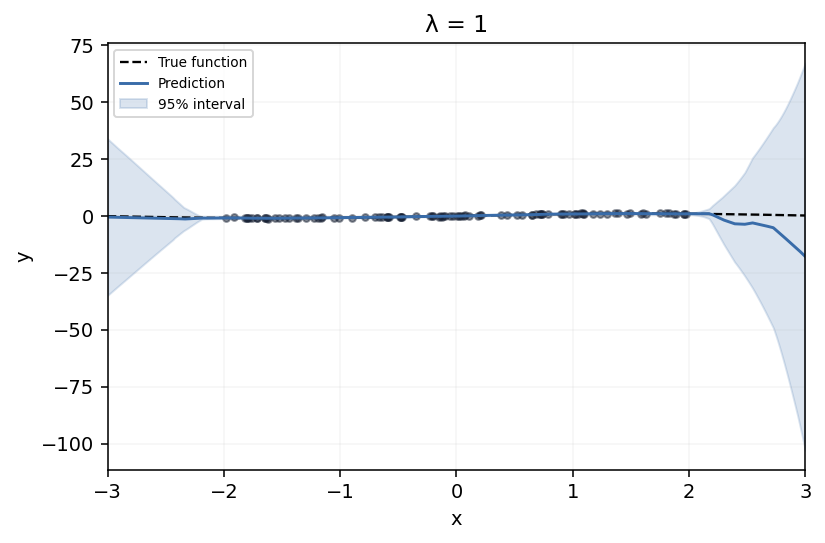 λ = 1
75
50
25
0
−25
−50
−75
−100
y
True function
Prediction
95% interval
−3
−2
−1
0
1
2
3
x